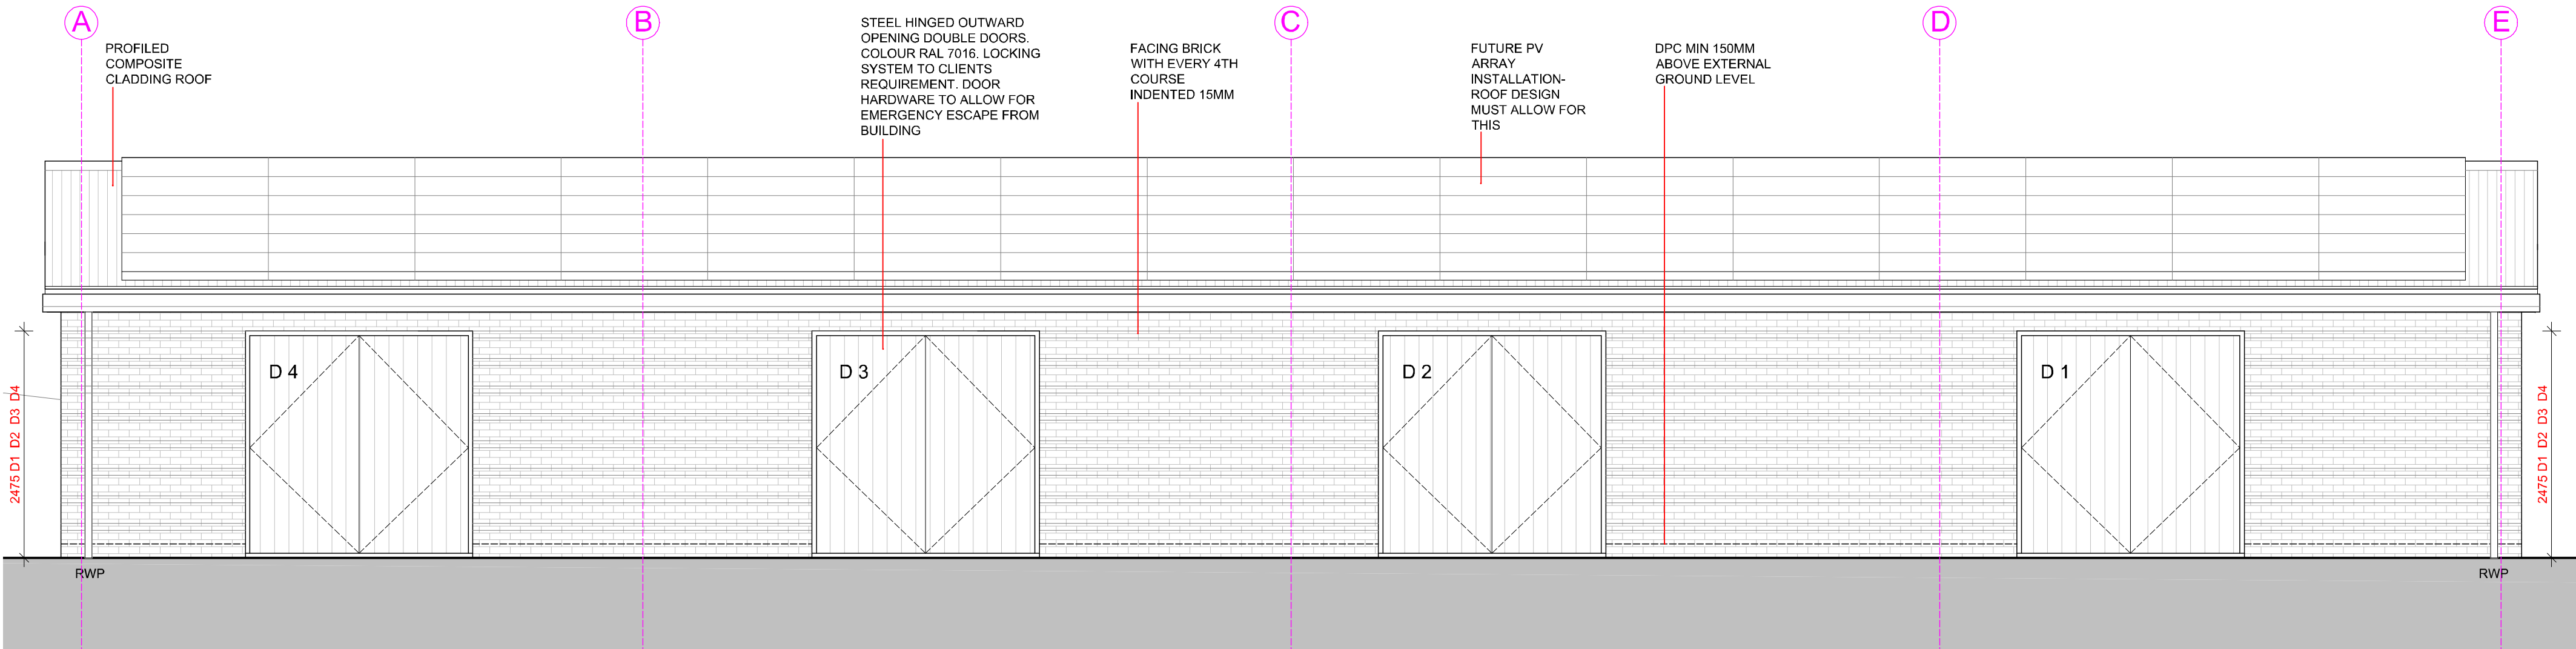 A
B
C
D
E
PROFILED
COMPOSITE
CLADDING ROOF
STEEL HINGED OUTWARD
OPENING DOUBLE DOORS.
COLOUR RAL 7016. LOCKING
SYSTEM TO CLIENTS
REQUIREMENT. DOOR
HARDWARE TO ALLOW FOR
EMERGENCY ESCAPE FROM
BUILDING
FACING BRICK
WITH EVERY 4TH
COURSE
INDENTED 15MM
FUTURE PV
ARRAY
INSTALLATION-
ROOF DESIGN
MUST ALLOW FOR
THIS
DPC MIN 150MM
ABOVE EXTERNAL
GROUND LEVEL
2475 D1 D2 D3 D4
D 4
D 3
D 2
D 1
2475 D1 D2 D3 D4
RWP
RWP